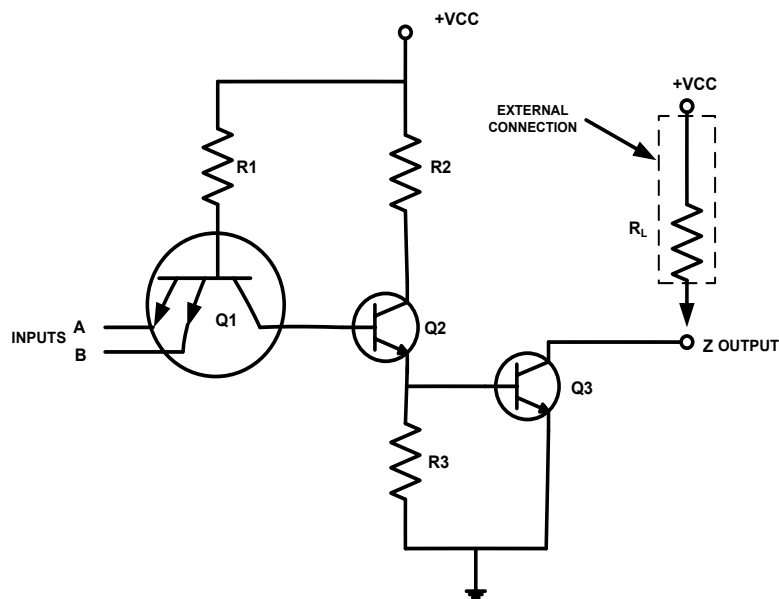 +VCC
+VCC
EXTERNAL
CONNECTION
R1
R2
RL
Q1
Q2
INPUTS A
B
Z OUTPUT
Q3
R3